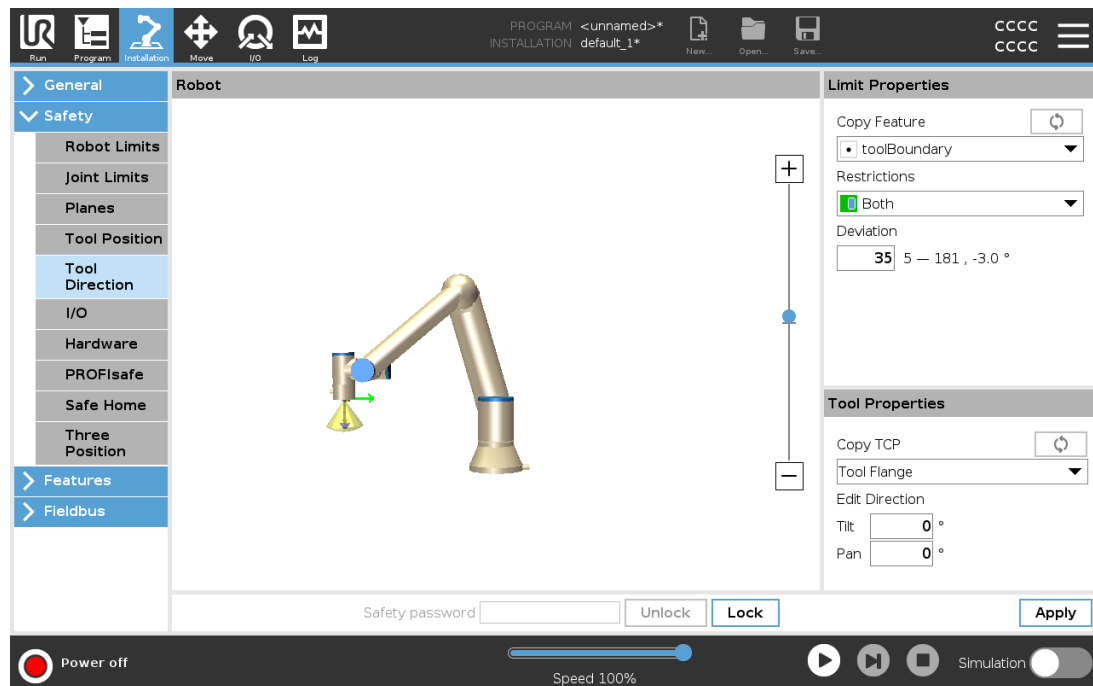 UR
Run
Program
Installation
Move
I/O
Log
PROGRAM <unnamed>*
INSTALLATION default_1*
New...
Open...
Save...
CCCC
CCCC
General
Safety
Robot Limits
Joint Limits
Planes
Tool Position
Tool
Direction
I/O
Hardware
PROFIsafe
Safe Home
Three
Position
Features
Fieldbus
Robot
+
−
Limit Properties
Copy Feature
toolBoundary
Restrictions
Both
Deviation
35 5 — 181 , -3.0 °
Tool Properties
Copy TCP
Tool Flange
Edit Direction
Tilt 0 °
Pan 0 °
Safety password
Unlock
Lock
Apply
Power off
Speed 100%
Simulation